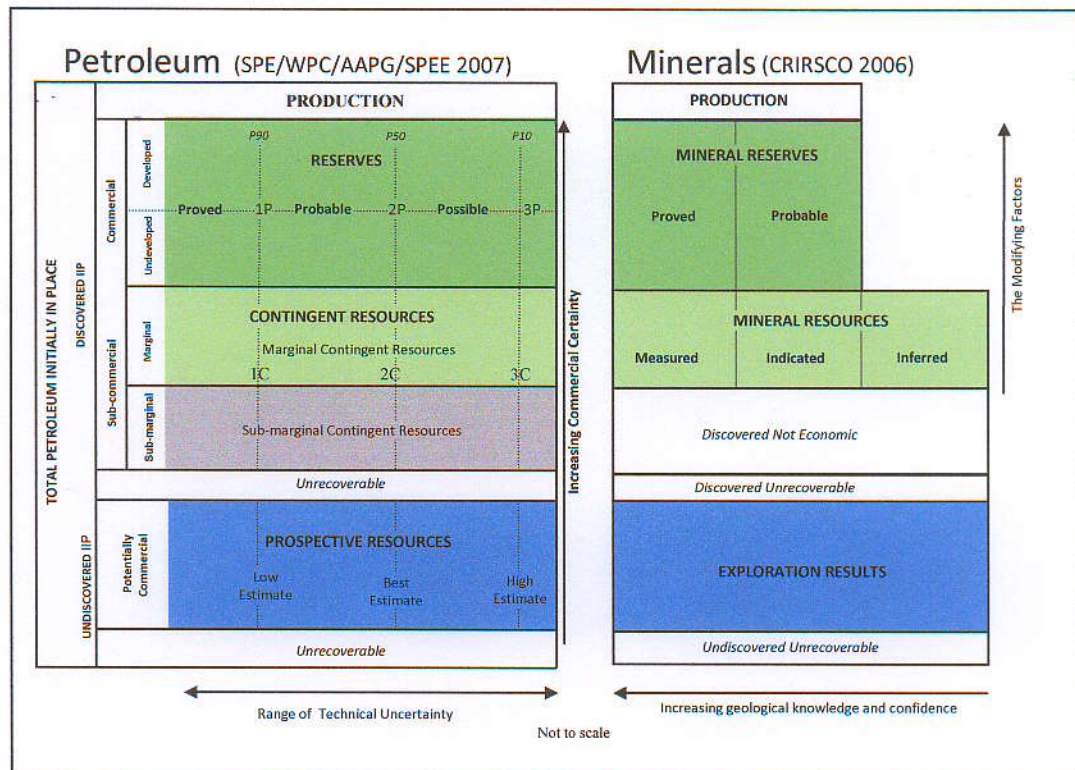 Petroleum (SPE/WPC/AAPG/SPEE 2007)
PRODUCTION
TOTAL PETROLEUM INITIALLY IN PLACE
DISCOVERED IIP
UNDISCOVERED IIP
Commercial
Sub-commercial
Developed
Undeveloped
Marginal
Sub-marginal
Potentially
Commercial
P90 P50 P10
RESERVES
Proved 1P Probable 2P Possible 3P
CONTINGENT RESOURCES
Marginal Contingent Resources
1C 2C 3C
Sub-marginal Contingent Resources
Unrecoverable
PROSPECTIVE RESOURCES
Low
Estimate
Best
Estimate
High
Estimate
Unrecoverable
Increasing Commercial Certainty
Range of Technical Uncertainty
Minerals (CRIRSCO 2006)
PRODUCTION
MINERAL RESERVES
Proved Probable
MINERAL RESOURCES
Measured Indicated Inferred
Discovered Not Economic
Discovered Unrecoverable
EXPLORATION RESULTS
Undiscovered Unrecoverable
The Modifying Factors
Increasing geological knowledge and confidence
Not to scale